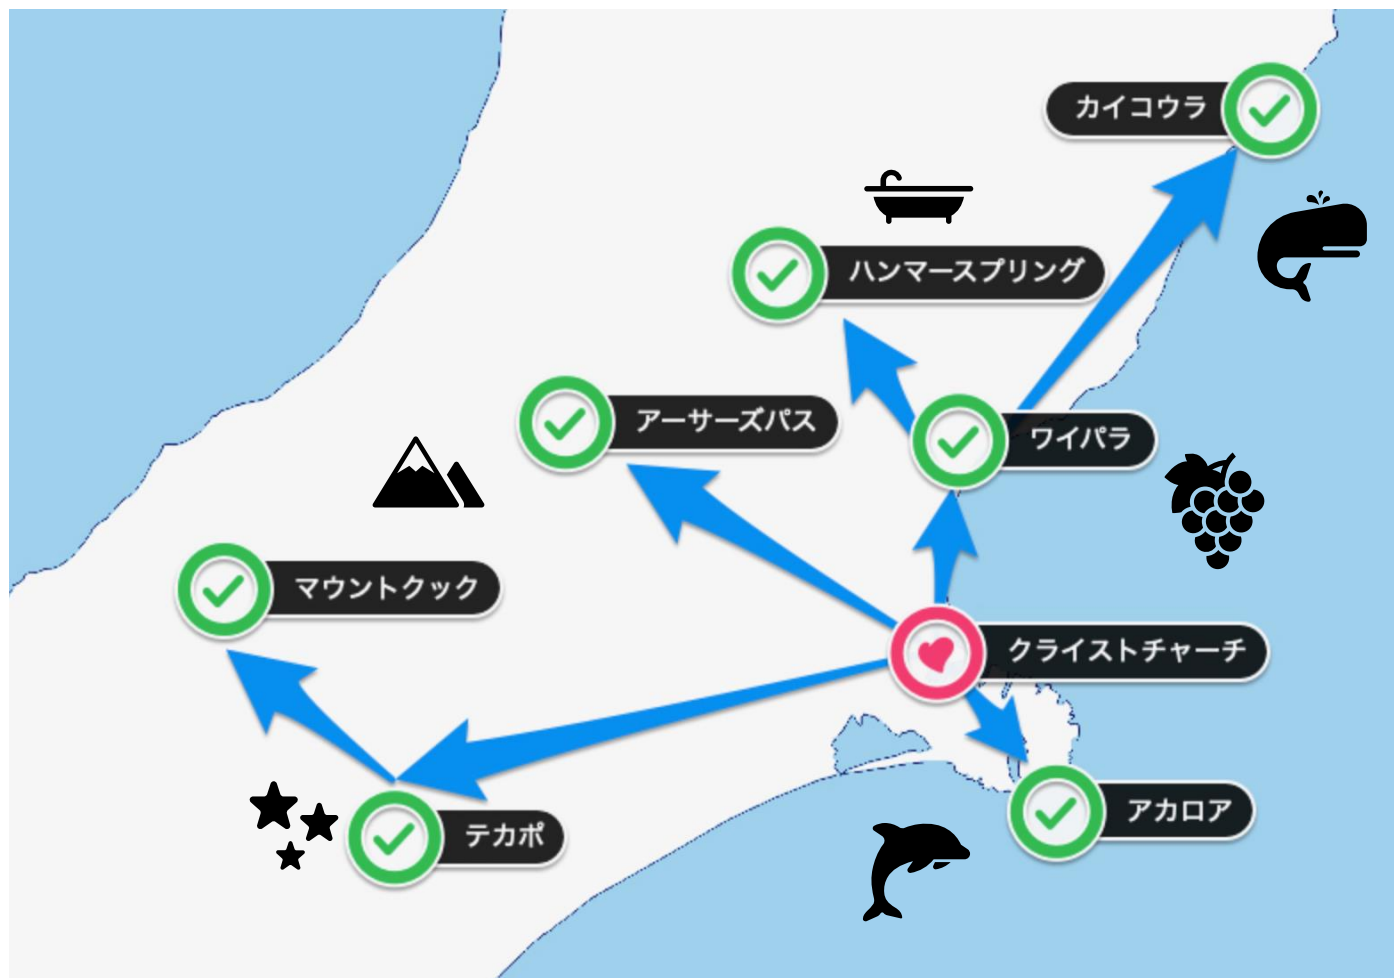 カイコウラ
ハンマースプリング
アーサーズパス
ワイパラ
マウントクック
クライストチャーチ
テカポ
アカロア